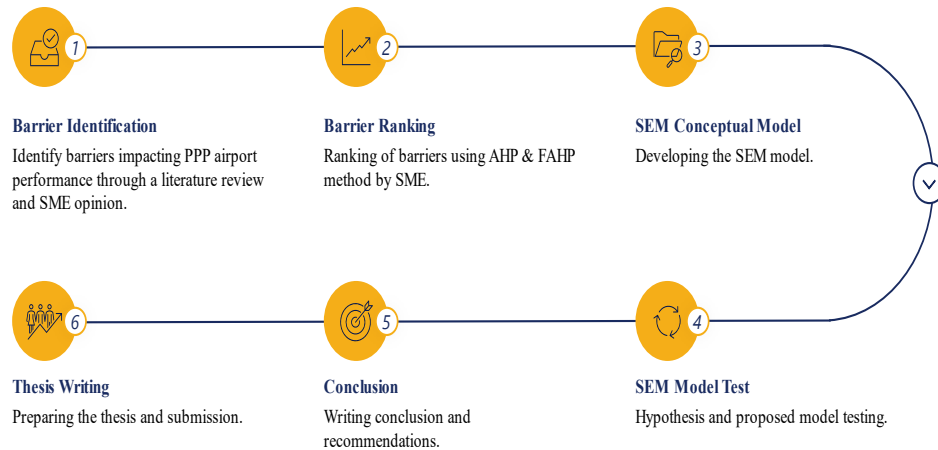 1
2
3
Barrier Identification
Identify barriers impacting PPP airport
performance through a literature review
and SME opinion.
Barrier Ranking
Ranking of barriers using AHP & FAHP
method by SME.
SEM Conceptual Model
Developing the SEM model.
6
5
4
Thesis Writing
Preparing the thesis and submission.
Conclusion
Writing conclusion and
recommendations.
SEM Model Test
Hypothesis and proposed model testing.